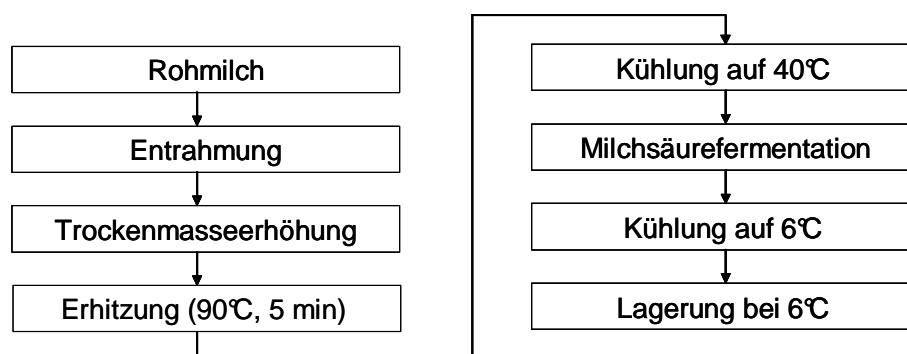 Rohmilch
Entrahmung
Trockenmasseerhöhung
Erhitzung (90°C, 5 min)
Kühlung auf 40°C
Milchsäurefermentation
Kühlung auf 6°C
Lagerung bei 6°C